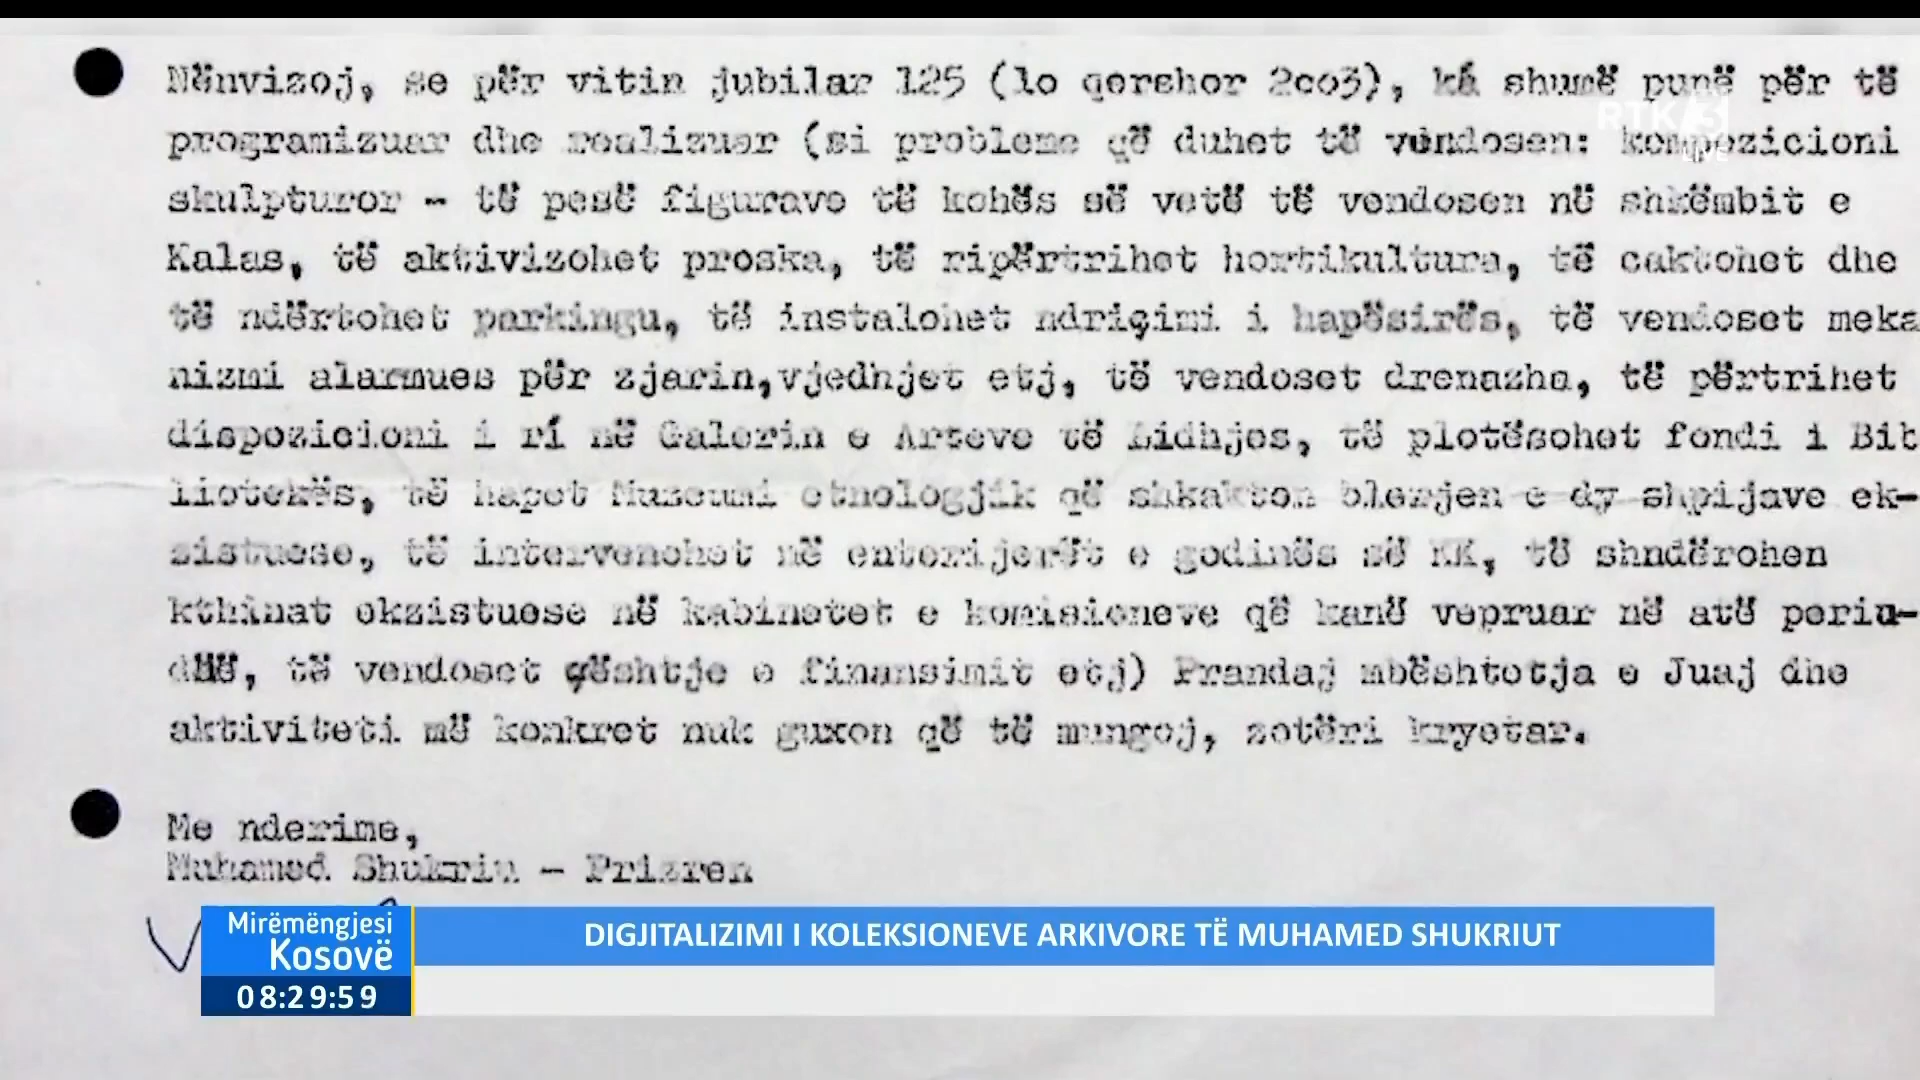 Nënvizoj, se për vitin jubilar 125 (lo qershor 2oo3), ká shumë punë për të
programizuar dhe realizuar (si probleme që duhet të vëndosen: kompozicioni
skulpturor - të pesë figurave të kohës së vetë të vendosen në shkëmbit e
Kalas, të aktivizohet proska, të ripërtrihet hortikultura, të caktohet dhe
të ndërtohet parkingu, të instalohet ndriçimi i hapësirës, të vendoset meka
nizmi alarmues për zjarin,vjedhjet etj, të vendoset drenazha, të përtrihet
dispozicioni i rí në Galerin e Arteve të Lidhjes, të plotësohet fondi i Bib
liotekës, të hapet Muzeumi etnologjik që shkakton blerjen e dy shpijave ek-
zistuese, të intervenohet në enterijerët e godinës së KK, të shndërohen
kthinat ekzistuese në kabinetet e komisioneve që kanë vepruar në atë periu-
dhë, të vendoset çështje e finansimit etj) Prandaj mbështetja e Juaj dhe
aktiviteti më konkret nuk guxon që të mungoj, zotëri kryetar.
Me nderime,
Muhamed Shukriu - Prizren
RTK 3
LIVE
Mirëmëngjesi
Kosovë
08:29:59
DIGJITALIZIMI I KOLEKSIONEVE ARKIVORE TË MUHAMED SHUKRIUT